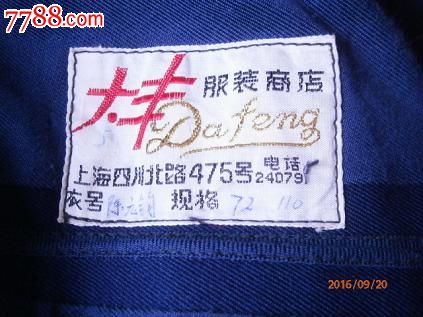 7788.com
大丰 服装商店
Dafeng
上海四川北路475号 电话 240791
衣号 规格 72 110
2016/09/20